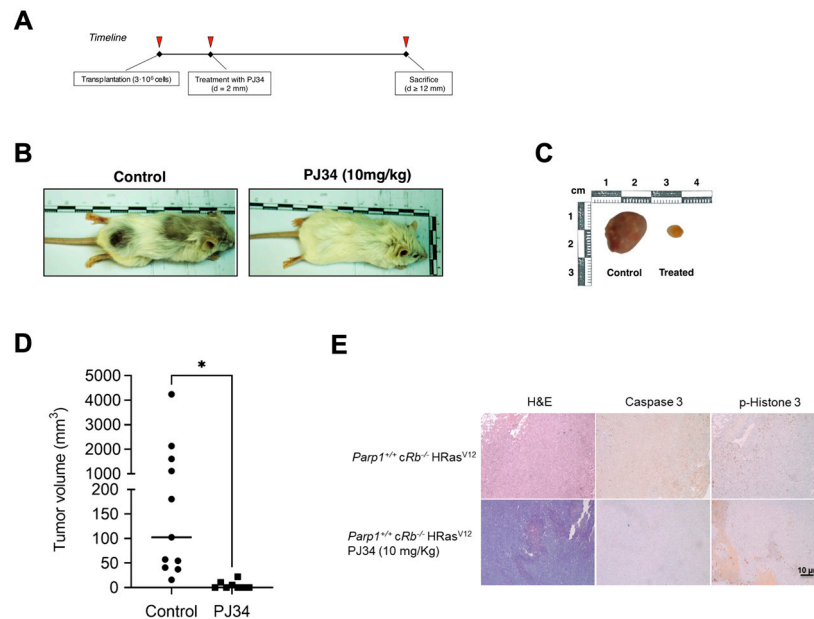 A
Timeline
Transplantation (3·10⁶ cells)
Treatment with PJ34
(d = 2 mm)
Sacrifice
(d ≥ 12 mm)
B
Control
PJ34 (10mg/kg)
C
cm
1 2 3 4
1
2
3
Control Treated
D
Tumor volume (mm³)
5000
4000
3000
2000
1000
200
150
100
50
0
*
Control PJ34
E
H&E Caspase 3 p-Histone 3
Parp1⁺/⁺ cRb⁻/⁻ HRasⱽ¹²
Parp1⁺/⁺ cRb⁻/⁻ HRasⱽ¹²
PJ34 (10 mg/Kg)